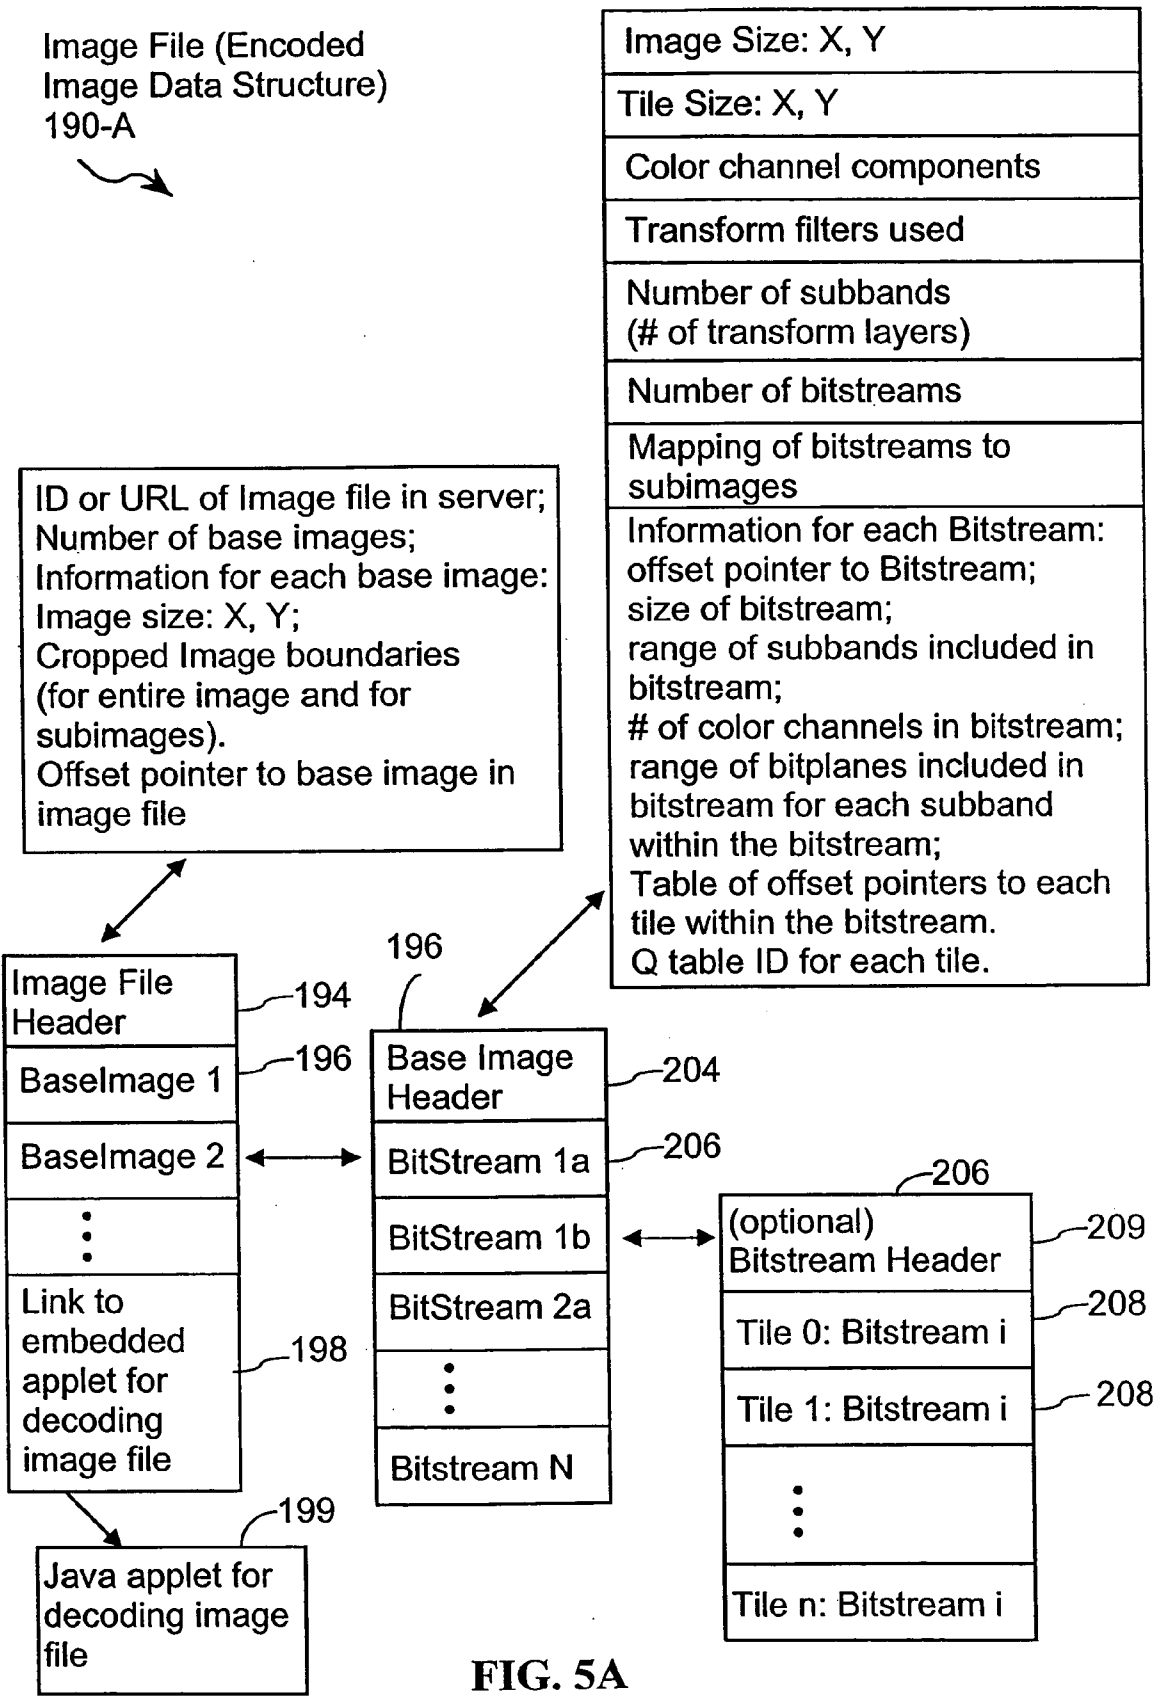 Image File (Encoded
Image Data Structure)
190-A
Image Size: X, Y
Tile Size: X, Y
Color channel components
Transform filters used
Number of subbands
(# of transform layers)
Number of bitstreams
Mapping of bitstreams to
subimages
Information for each Bitstream:
offset pointer to Bitstream;
size of bitstream;
range of subbands included in
bitstream;
# of color channels in bitstream;
range of bitplanes included in
bitstream for each subband
within the bitstream;
Table of offset pointers to each
tile within the bitstream.
Q table ID for each tile.
ID or URL of Image file in server;
Number of base images;
Information for each base image:
Image size: X, Y;
Cropped Image boundaries
(for entire image and for
subimages).
Offset pointer to base image in
image file
Image File
Header
194
BaseImage 1
196
BaseImage 2
Link to
embedded
applet for
decoding
image file
198
199
Java applet for
decoding image
file
196
Base Image
Header
204
BitStream 1a
206
BitStream 1b
BitStream 2a
Bitstream N
206
(optional)
Bitstream Header
209
Tile 0: Bitstream i
208
Tile 1: Bitstream i
208
Tile n: Bitstream i
FIG. 5A